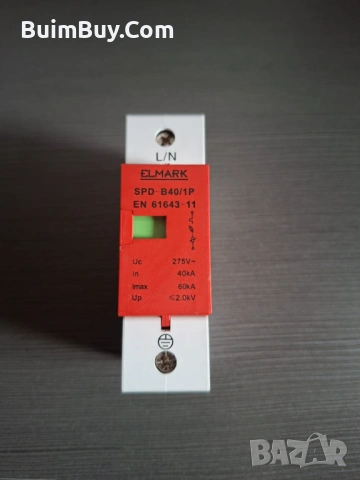 BuimBuy.Com
L/N
ELMARK
SPD-B40/1P
EN 61643-11
Uc 275V~
In 40kA
Imax 60kA
Up ≤2.0kV
BAZAR